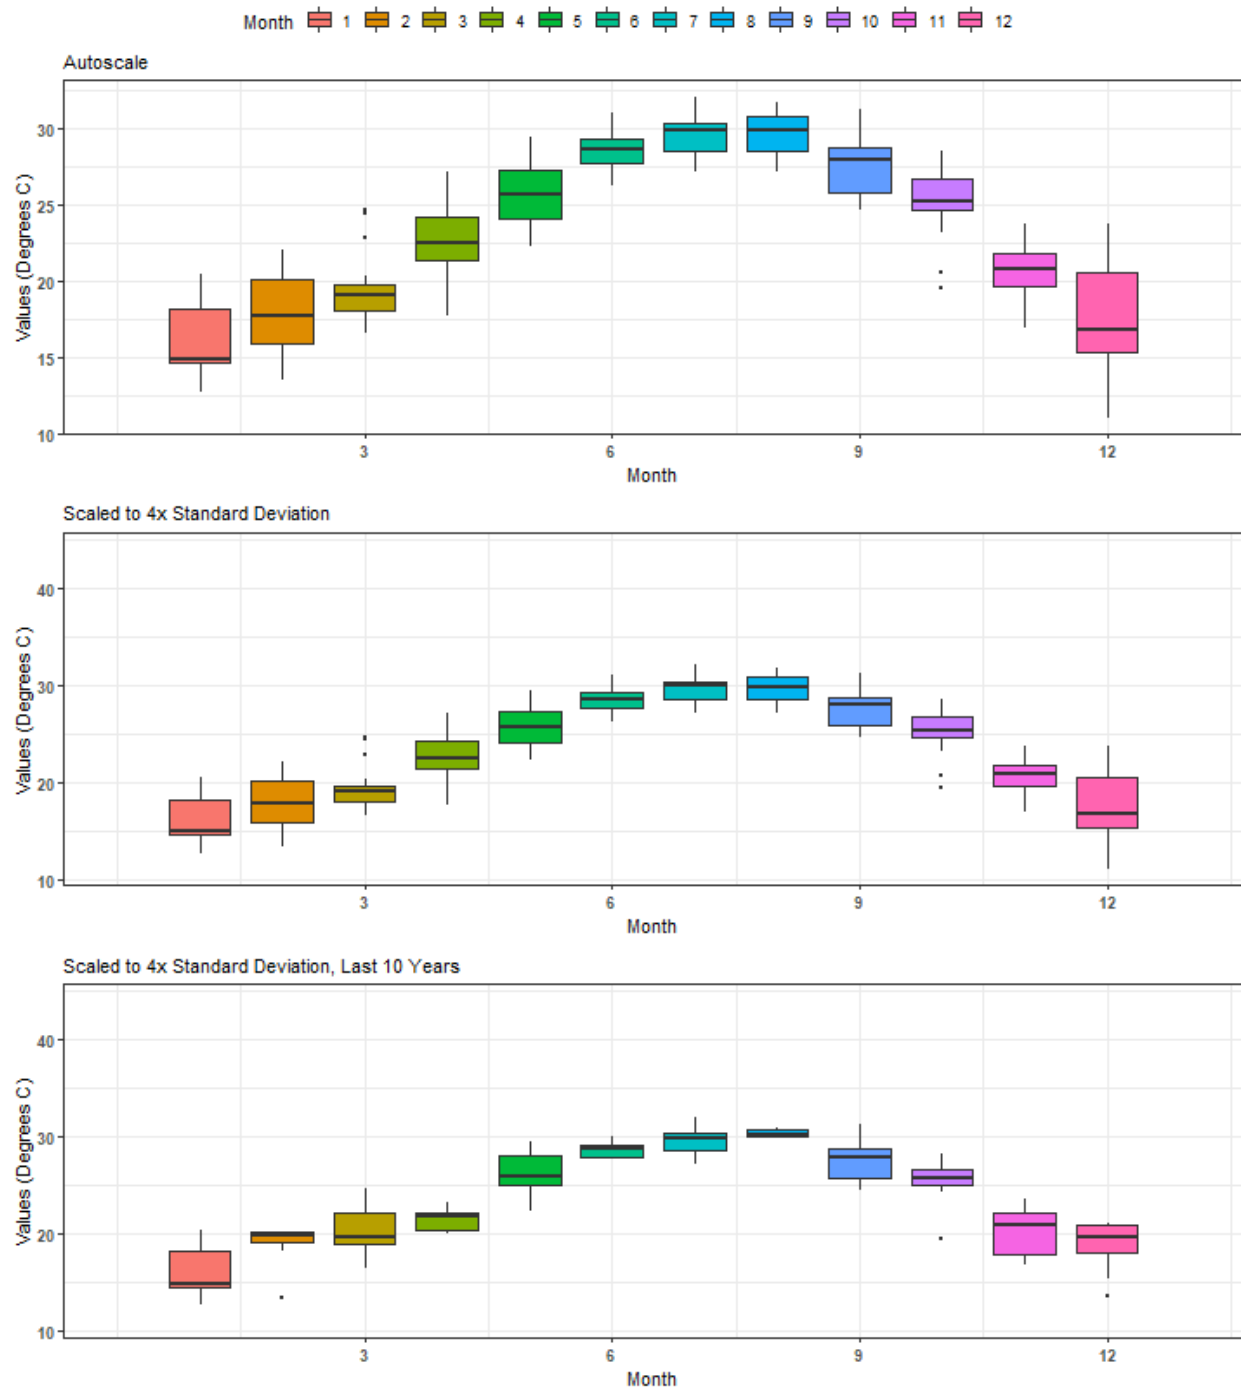 Month 1 2 3 4 5 6 7 8 9 10 11 12
Autoscale
Values (Degrees C)
30
25
20
15
10
3 6 9 12
Month
Scaled to 4x Standard Deviation
Values (Degrees C)
40
30
20
10
3 6 9 12
Month
Scaled to 4x Standard Deviation, Last 10 Years
Values (Degrees C)
40
30
20
10
3 6 9 12
Month